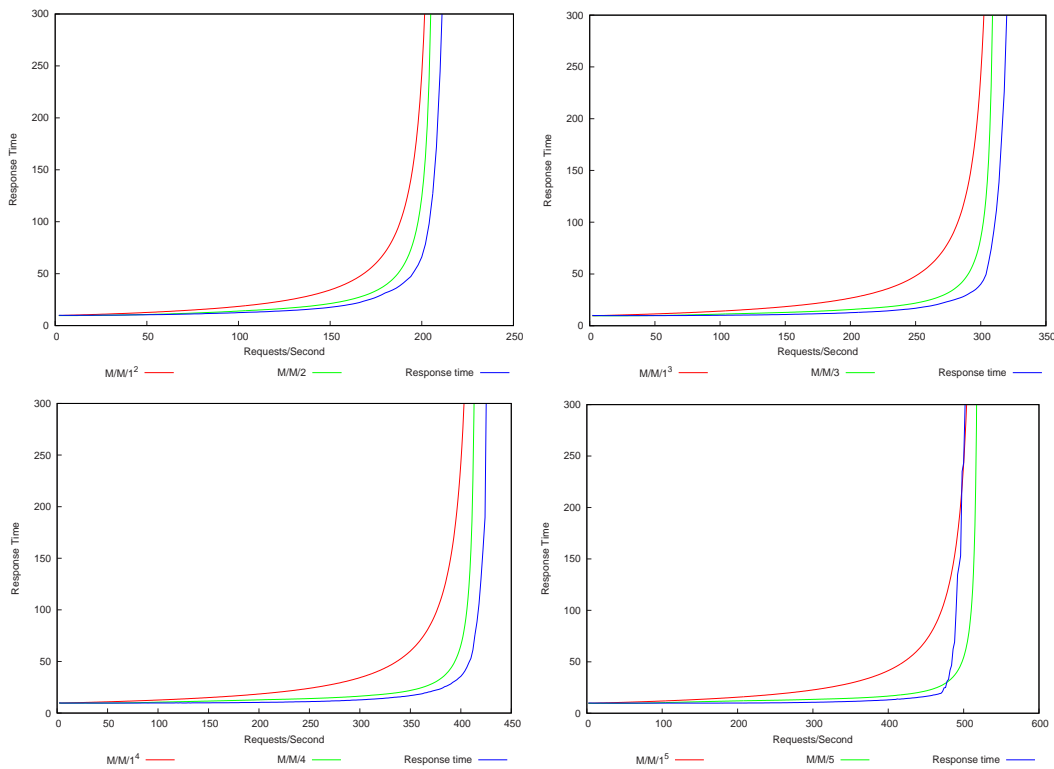 300
250
200
150
100
50
0
Response Time
0 50 100 150 200 250
Requests/Second
M/M/1² M/M/2 Response time
300
250
200
150
100
50
0
Response Time
0 50 100 150 200 250 300 350
Requests/Second
M/M/1³ M/M/3 Response time
300
250
200
150
100
50
0
Response Time
0 50 100 150 200 250 300 350 400 450
Requests/Second
M/M/1⁴ M/M/4 Response time
300
250
200
150
100
50
0
Response Time
0 100 200 300 400 500 600
Requests/Second
M/M/1⁵ M/M/5 Response time